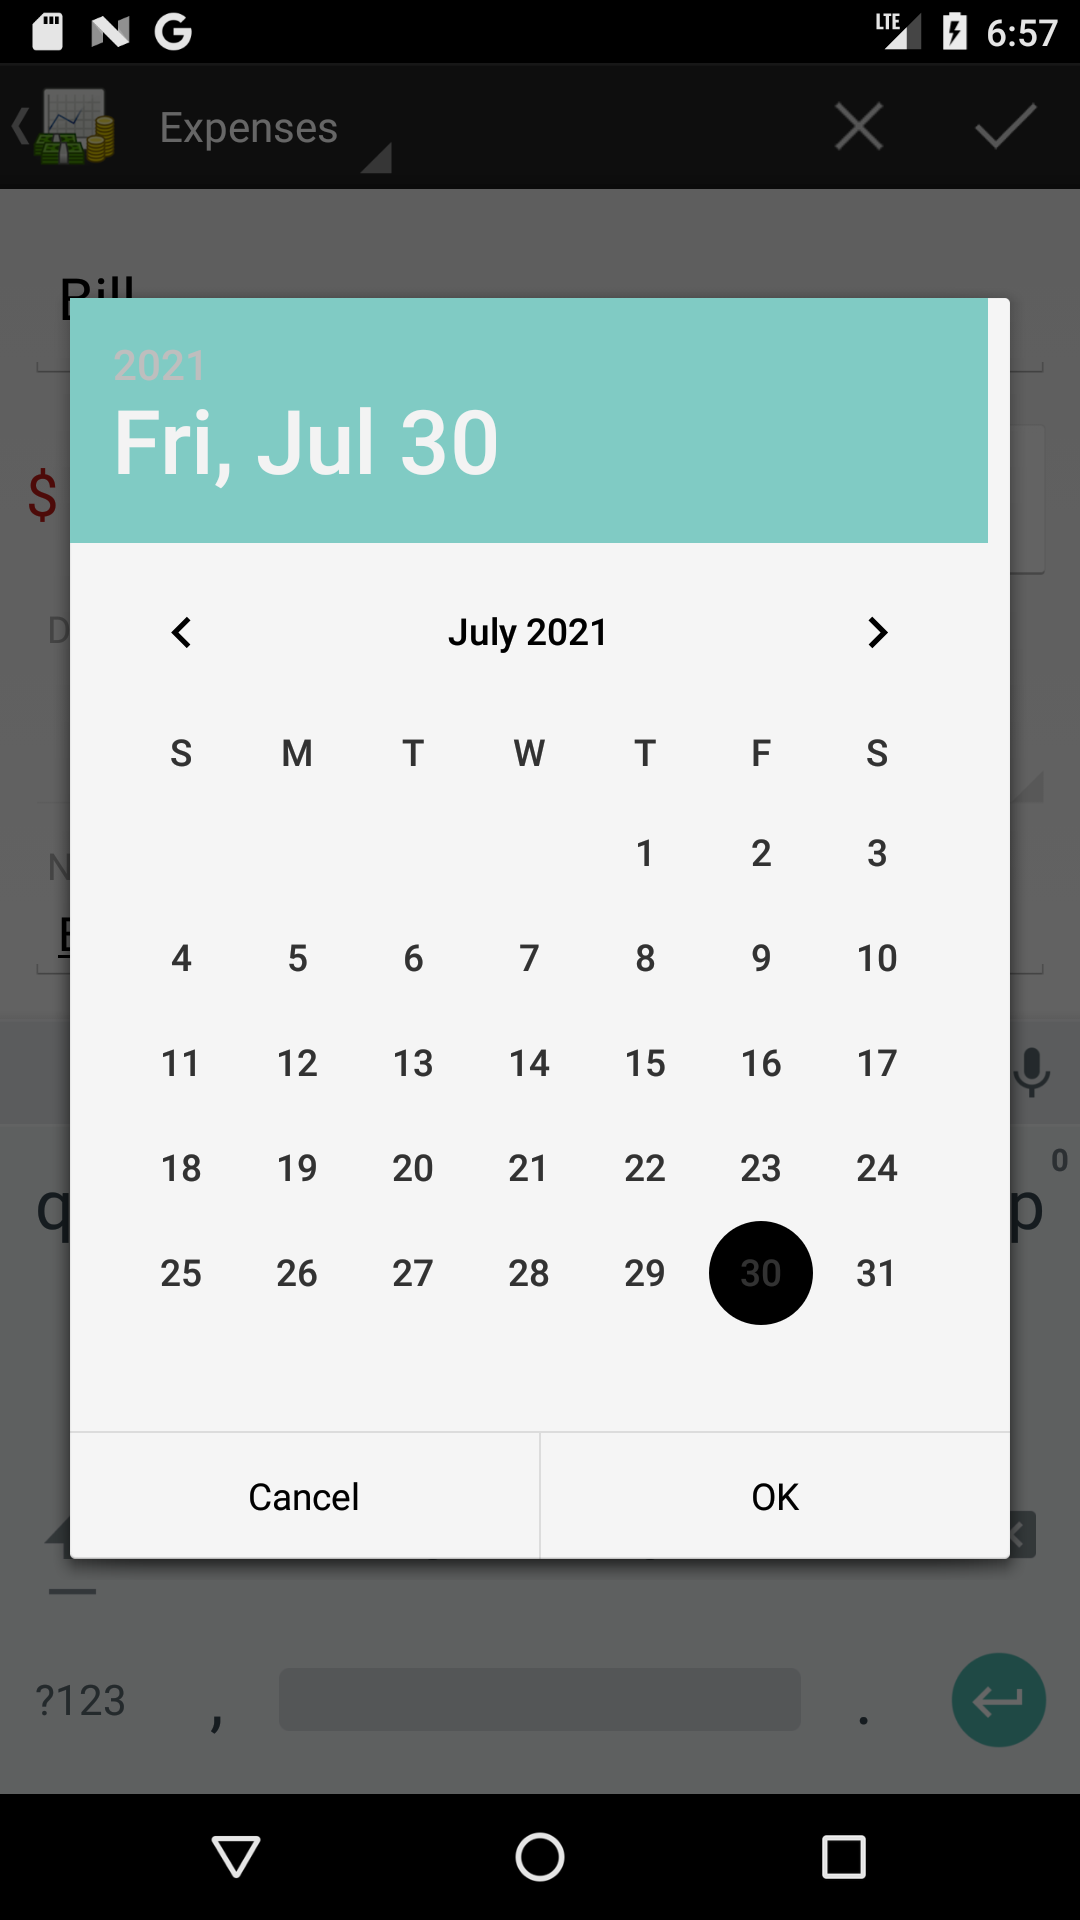 LTE 6:57
Expenses
Bill
2021
Fri, Jul 30
$
D
July 2021
S M T W T F S
1 2 3
N
4 5 6 7 8 9 10
11 12 13 14 15 16 17
18 19 20 21 22 23 24
0
q p
25 26 27 28 29 30 31
Cancel OK
?123 , .